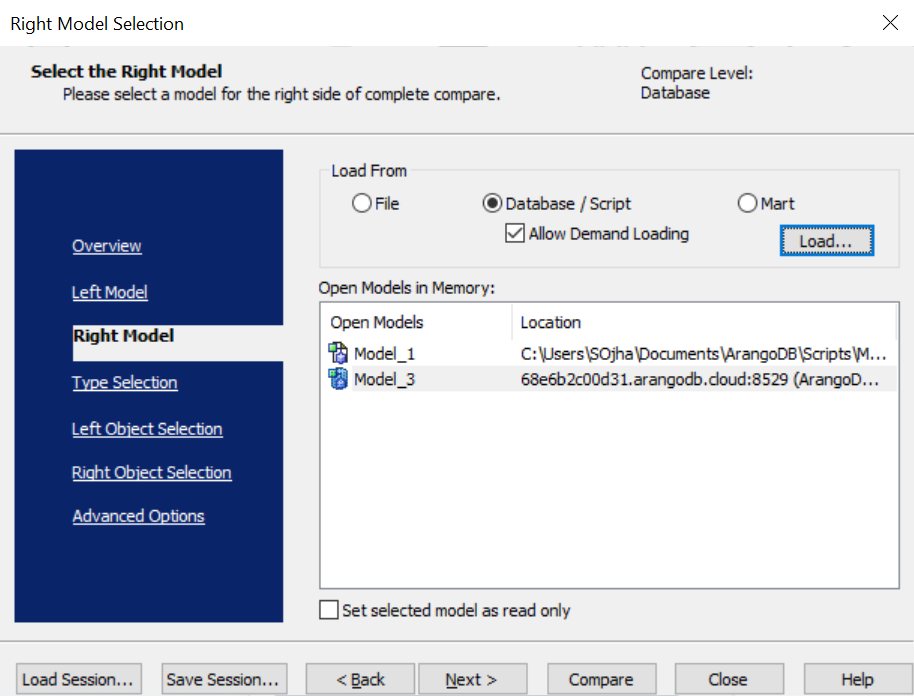 Right Model Selection
Select the Right Model
Please select a model for the right side of complete compare.
Compare Level:
Database
Overview
Left Model
Right Model
Type Selection
Left Object Selection
Right Object Selection
Advanced Options
Load From
File
Database / Script
Mart
Allow Demand Loading
Load...
Open Models in Memory:
Open Models Location
Model_1 C:\Users\SOjha\Documents\ArangoDB\Scripts\M...
Model_3 68e6b2c00d31.arangodb.cloud:8529 (ArangoD...
Set selected model as read only
Load Session... Save Session... < Back Next > Compare Close Help